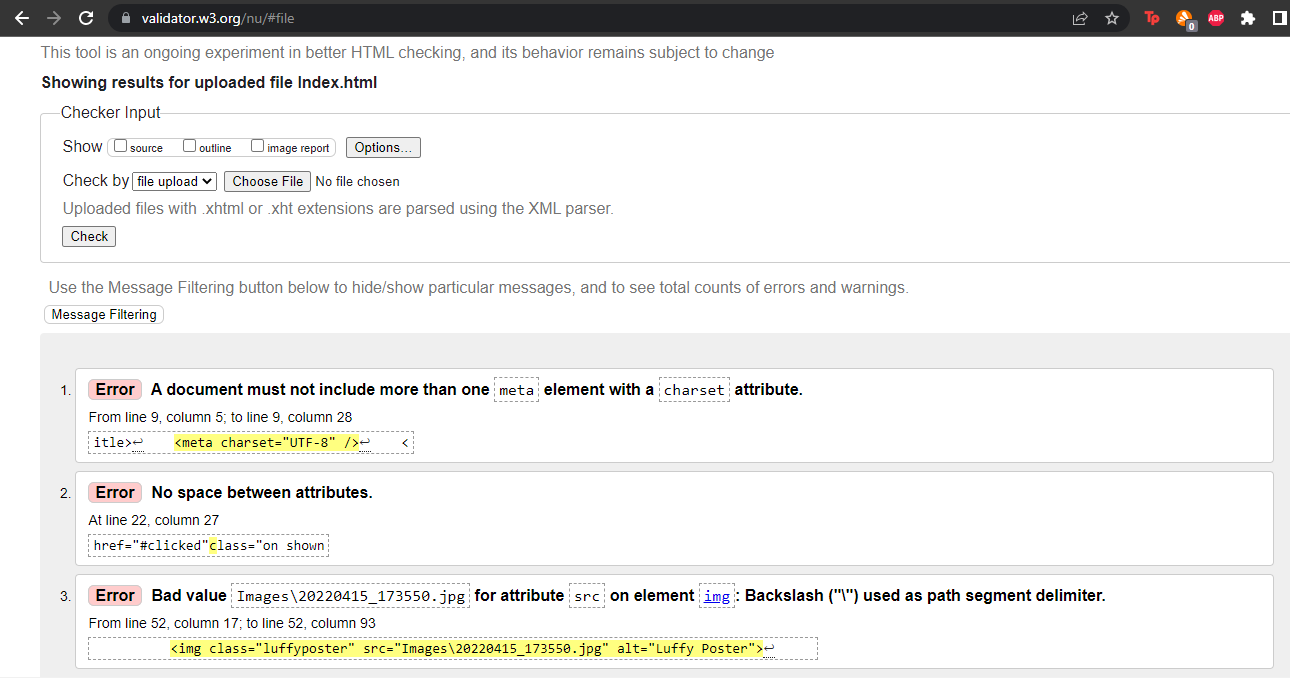 validator.w3.org/nu/#file
Tp 0 ABP
This tool is an ongoing experiment in better HTML checking, and its behavior remains subject to change
Showing results for uploaded file Index.html
Checker Input
Show source outline image report Options...
Check by file upload Choose File No file chosen
Uploaded files with .xhtml or .xht extensions are parsed using the XML parser.
Check
Use the Message Filtering button below to hide/show particular messages, and to see total counts of errors and warnings.
Message Filtering
1. Error A document must not include more than one meta element with a charset attribute.
From line 9, column 5; to line 9, column 28
itle>↩ <meta charset="UTF-8" />↩ <
2. Error No space between attributes.
At line 22, column 27
href="#clicked"class="on shown
3. Error Bad value Images\20220415_173550.jpg for attribute src on element img: Backslash ("\") used as path segment delimiter.
From line 52, column 17; to line 52, column 93
<img class="luffyposter" src="Images\20220415_173550.jpg" alt="Luffy Poster">↩